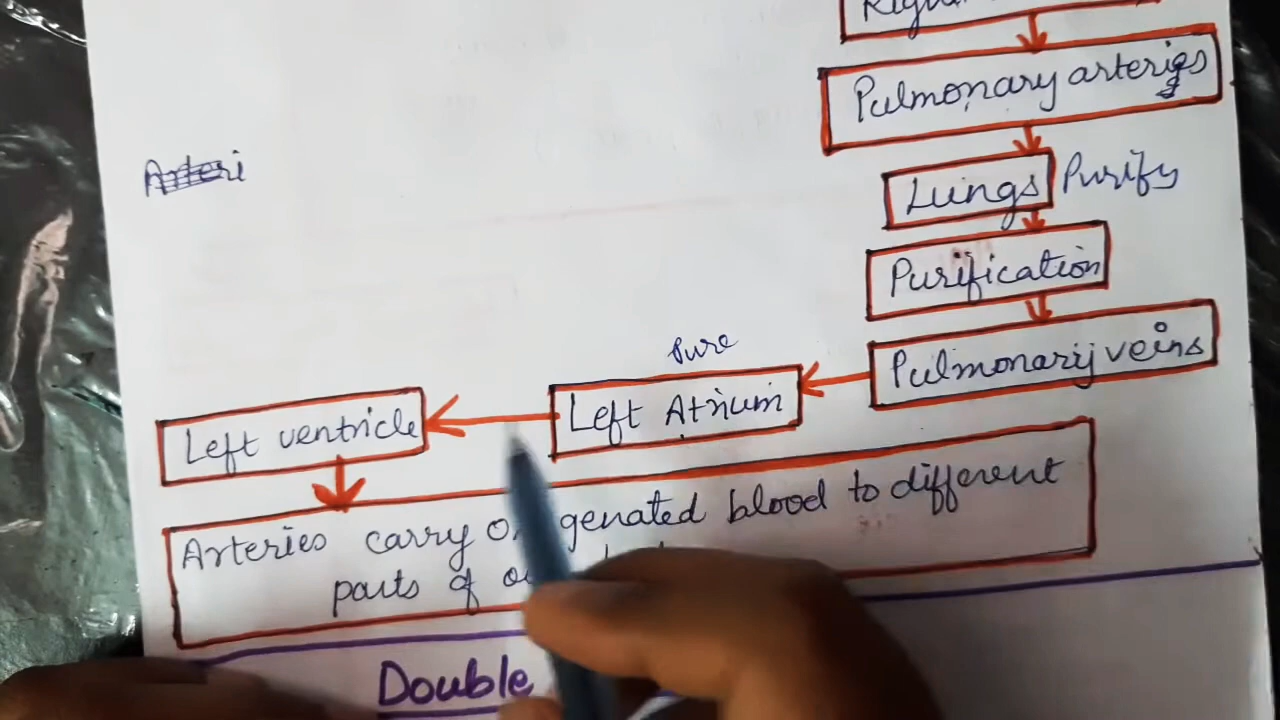 Pulmonary arteries
Arteri
Lungs Purify
Purification
Pure
Pulmonary veins
Left Atrium
Left ventricle
Arteries carry genated blood to different
parts of
Double